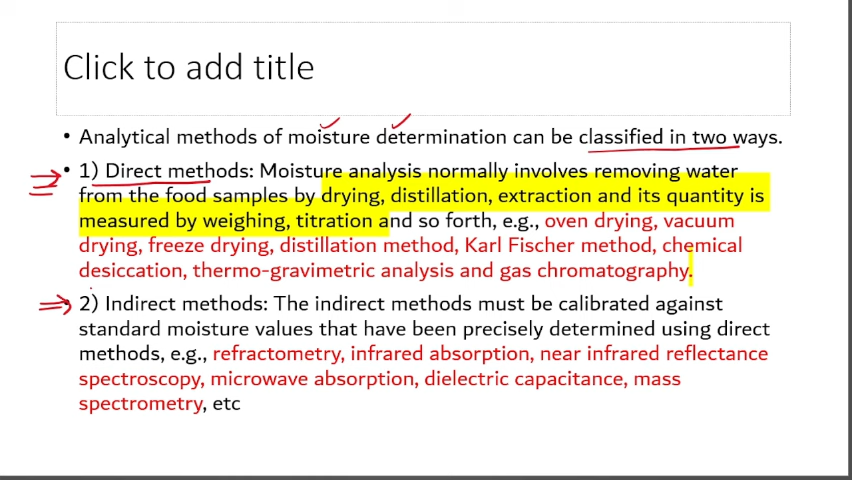 Click to add title
• Analytical methods of moisture determination can be classified in two ways.
• 1) Direct methods: Moisture analysis normally involves removing water
from the food samples by drying, distillation, extraction and its quantity is
measured by weighing, titration and so forth, e.g., oven drying, vacuum
drying, freeze drying, distillation method, Karl Fischer method, chemical
desiccation, thermo-gravimetric analysis and gas chromatography.
• 2) Indirect methods: The indirect methods must be calibrated against
standard moisture values that have been precisely determined using direct
methods, e.g., refractometry, infrared absorption, near infrared reflectance
spectroscopy, microwave absorption, dielectric capacitance, mass
spectrometry, etc